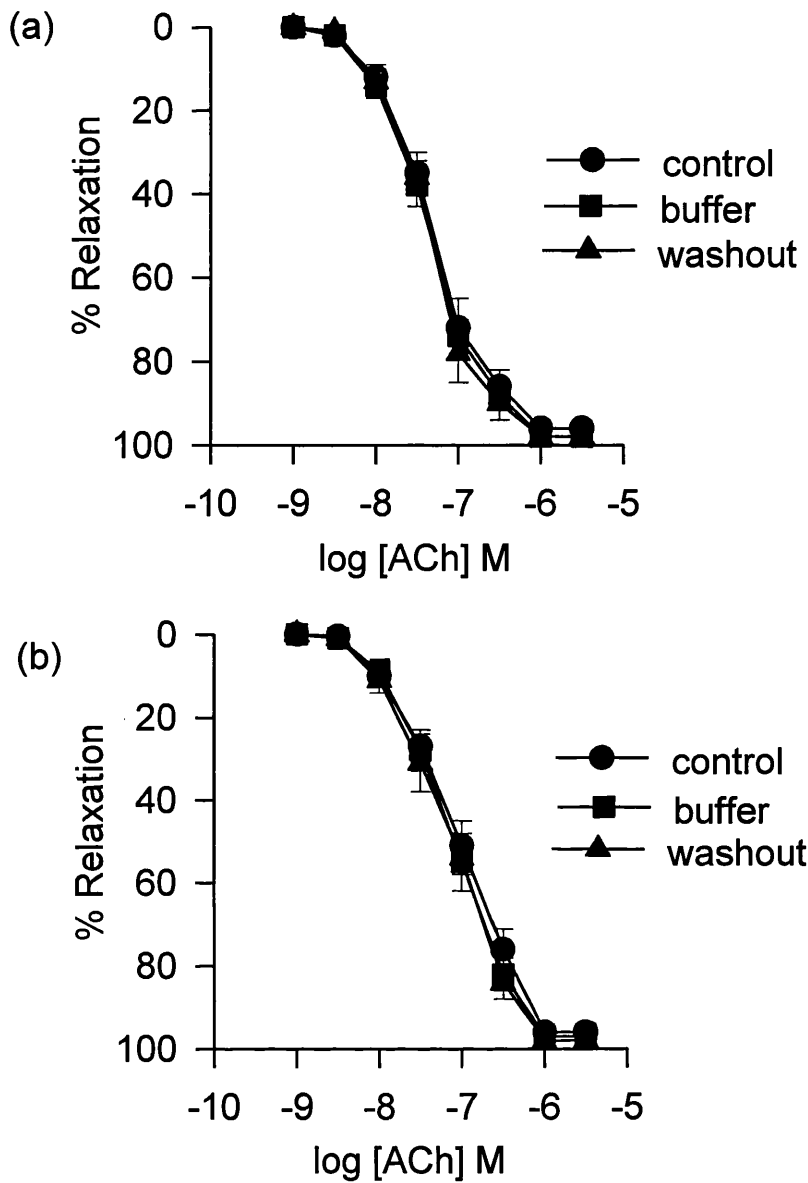 (a)
% Relaxation
0
20
40
60
80
100
-10 -9 -8 -7 -6 -5
log [ACh] M
control
buffer
washout
(b)
% Relaxation
0
20
40
60
80
100
-10 -9 -8 -7 -6 -5
log [ACh] M
control
buffer
washout